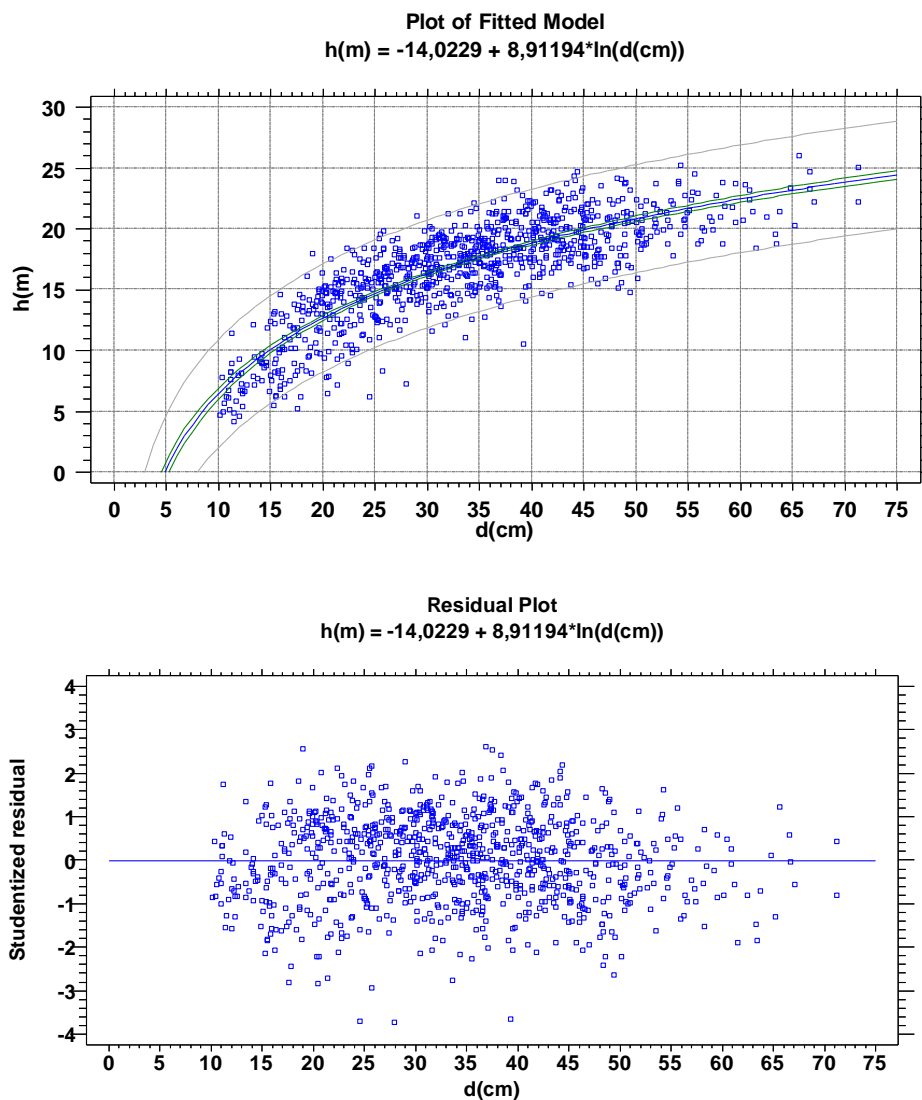 Plot of Fitted Model
h(m) = -14,0229 + 8,91194*ln(d(cm))
30
25
20
15
10
5
0
h(m)
0 5 10 15 20 25 30 35 40 45 50 55 60 65 70 75
d(cm)
Residual Plot
h(m) = -14,0229 + 8,91194*ln(d(cm))
4
3
2
1
0
-1
-2
-3
-4
Studentized residual
0 5 10 15 20 25 30 35 40 45 50 55 60 65 70 75
d(cm)